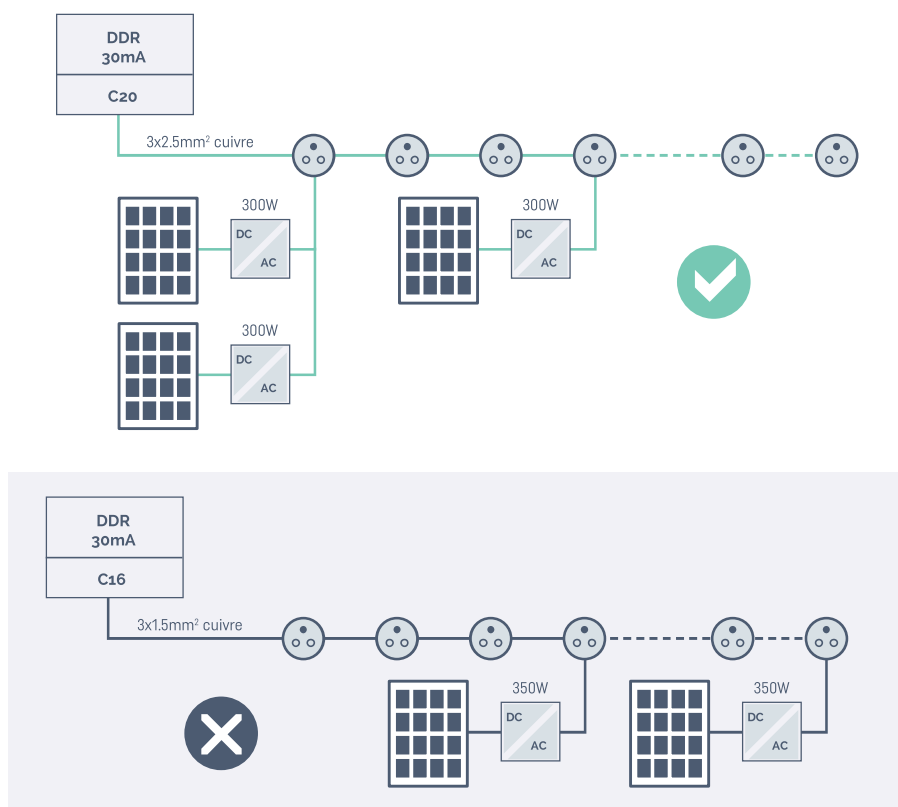 DDR
30mA
C20
3x2.5mm² cuivre
300W
DC
AC
300W
DC
AC
300W
DC
AC
DDR
30mA
C16
3x1.5mm² cuivre
350W
DC
AC
350W
DC
AC